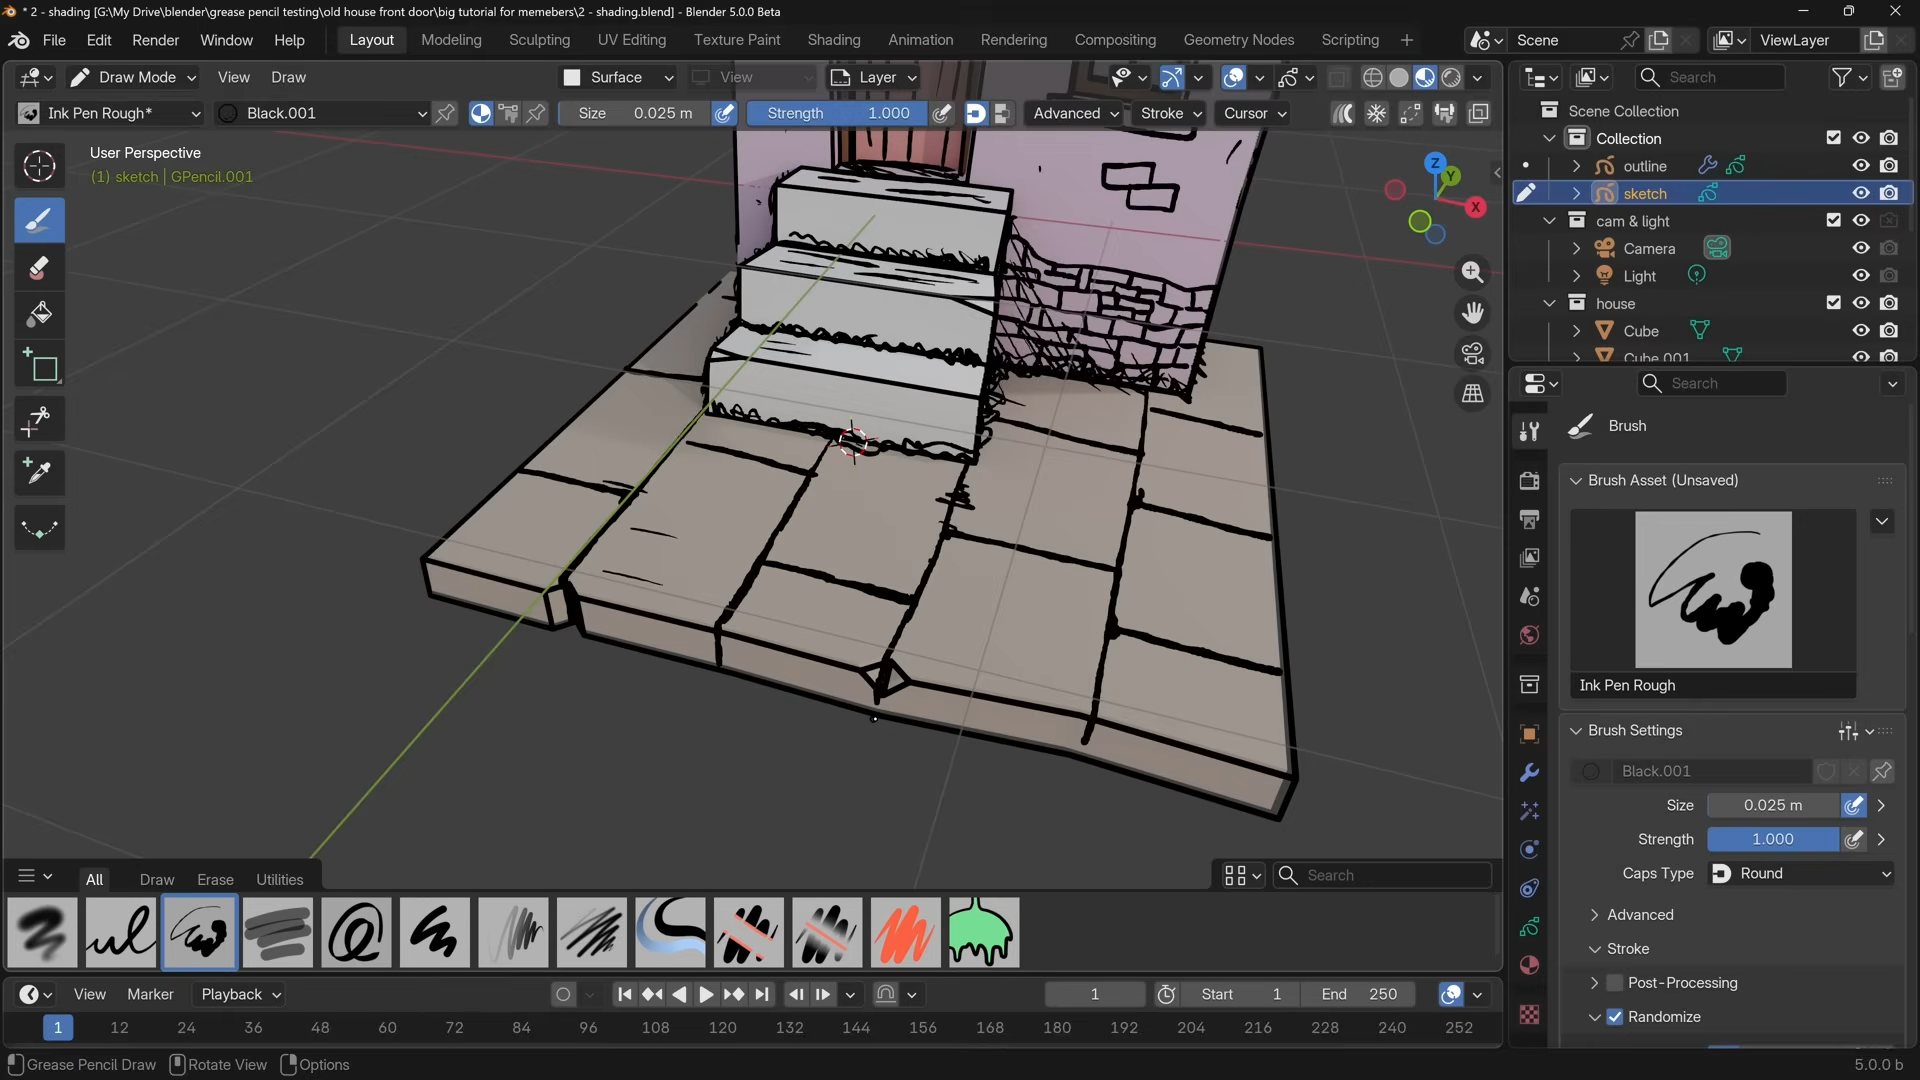 * 2 - shading [G:\My Drive\blender\grease pencil testing\old house front door\big tutorial for memebers\2 - shading.blend] - Blender 5.0.0 Beta
File Edit Render Window Help Layout Modeling Sculpting UV Editing Texture Paint Shading Animation Rendering Compositing Geometry Nodes Scripting + Scene ViewLayer
Draw Mode View Draw Surface View Layer Search
Ink Pen Rough* Black.001 Size 0.025 m Strength 1.000 Advanced Stroke Cursor
Scene Collection
Collection
outline
sketch
cam & light
Camera
Light
house
Cube
Cube.001
User Perspective
(1) sketch | GPencil.001
Z
Y
X
Search
Brush
Brush Asset (Unsaved)
Ink Pen Rough
Brush Settings
Black.001
Size 0.025 m
Strength 1.000
Caps Type Round
Advanced
Stroke
Post-Processing
Randomize
All Draw Erase Utilities Search
View Marker Playback 1 Start 1 End 250
1 12 24 36 48 60 72 84 96 108 120 132 144 156 168 180 192 204 216 228 240 252
Grease Pencil Draw Rotate View Options 5.0.0 b